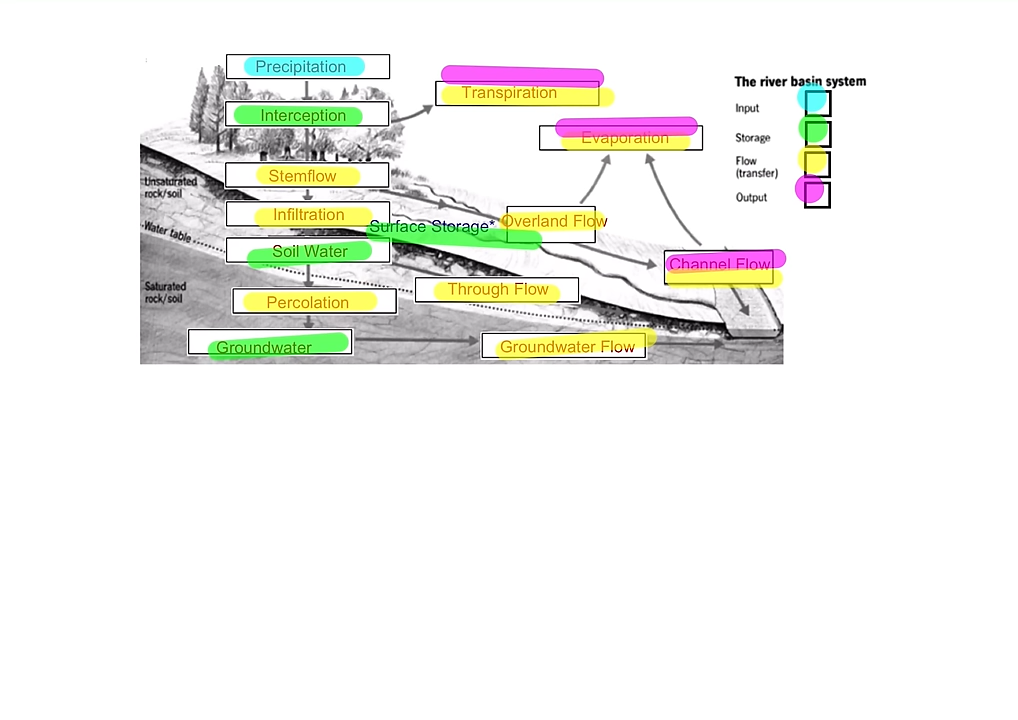 Precipitation
Interception
Transpiration
Evaporation
Stemflow
Infiltration
Surface Storage*
Overland Flow
Soil Water
Channel Flow
Through Flow
Percolation
Groundwater
Groundwater Flow
Unsaturated
rock/soil
Water table
Saturated
rock/soil
The river basin system
Input
Storage
Flow
(transfer)
Output